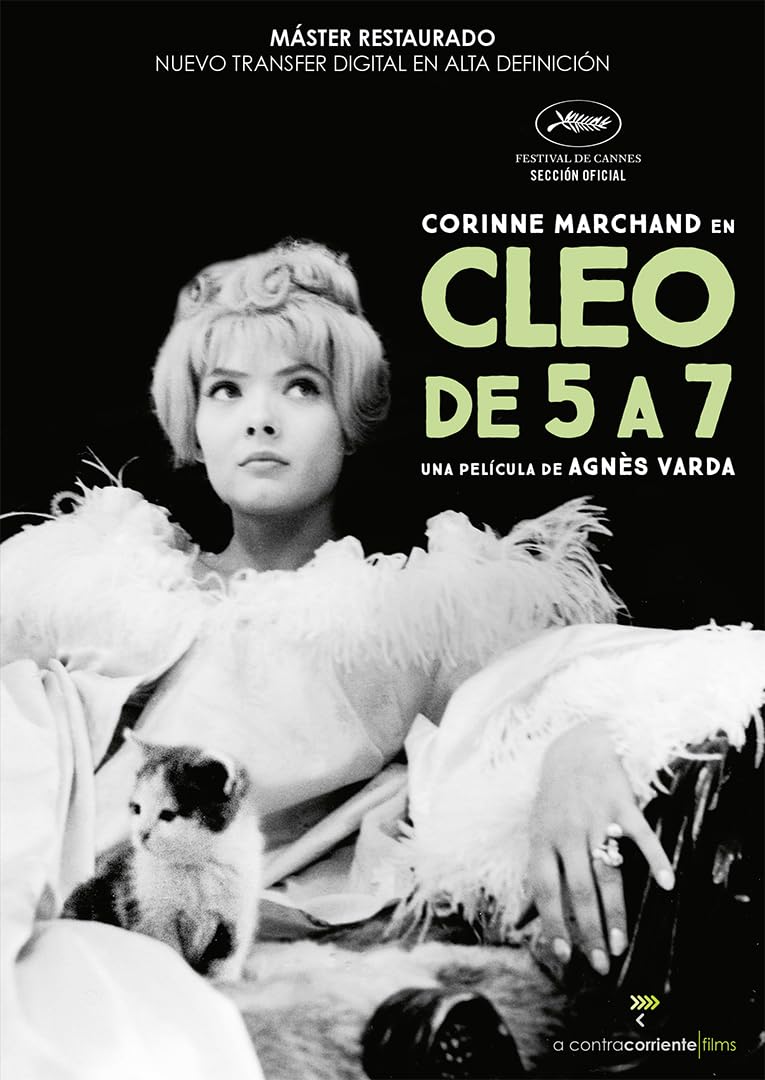 MÁSTER RESTAURADO
NUEVO TRANSFER DIGITAL EN ALTA DEFINICIÓN
FESTIVAL DE CANNES
SECCIÓN OFICIAL
CORINNE MARCHAND EN
CLEO
DE 5 A 7
UNA PELÍCULA DE AGNÈS VARDA
a contracorriente|films